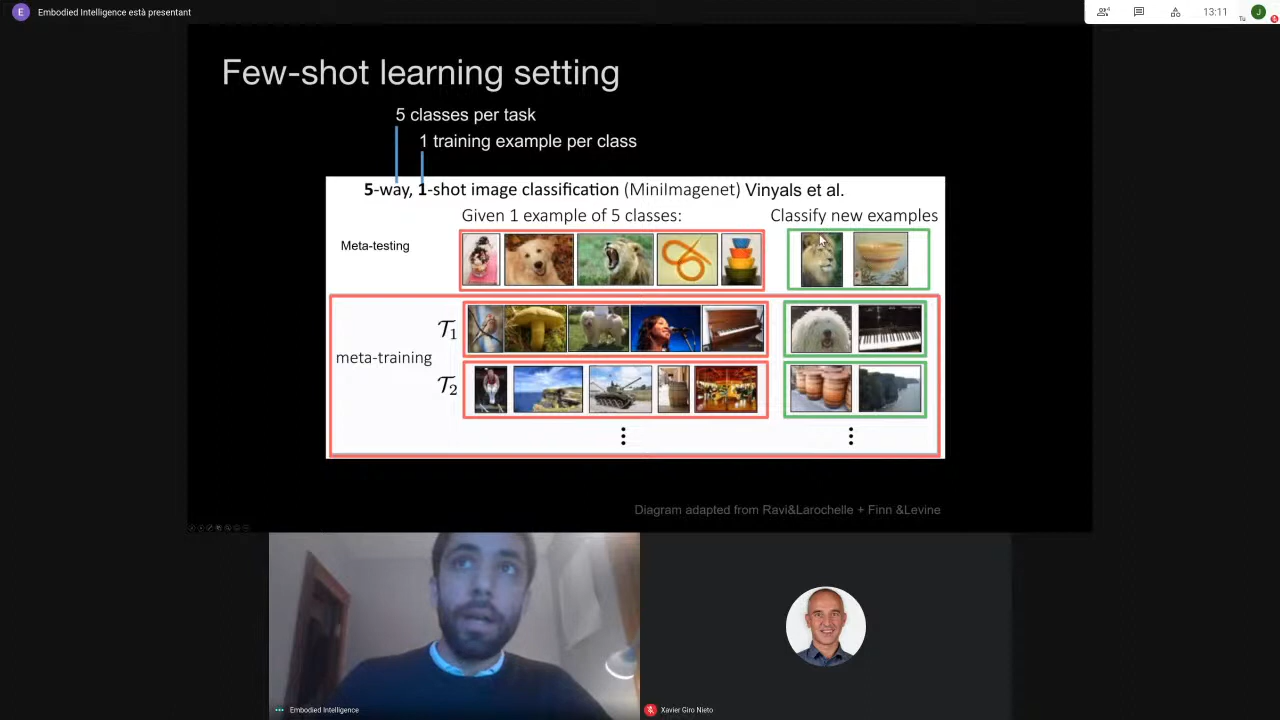 E Embodied Intelligence està presentant
4
13:11
Tu
J
Few-shot learning setting
5 classes per task
1 training example per class
5-way, 1-shot image classification (MiniImagenet) Vinyals et al.
Given 1 example of 5 classes:
Classify new examples
Meta-testing
meta-training
𝒯₁
𝒯₂
Diagram adapted from Ravi&Larochelle + Finn &Levine
Embodied Intelligence
Xavier Giro Nieto